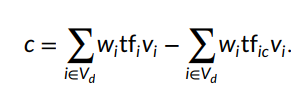 c = ∑_{i∈V_d} w_i tf_i v_i − ∑_{i∈V_d} w_i tf_{ic} v_i.